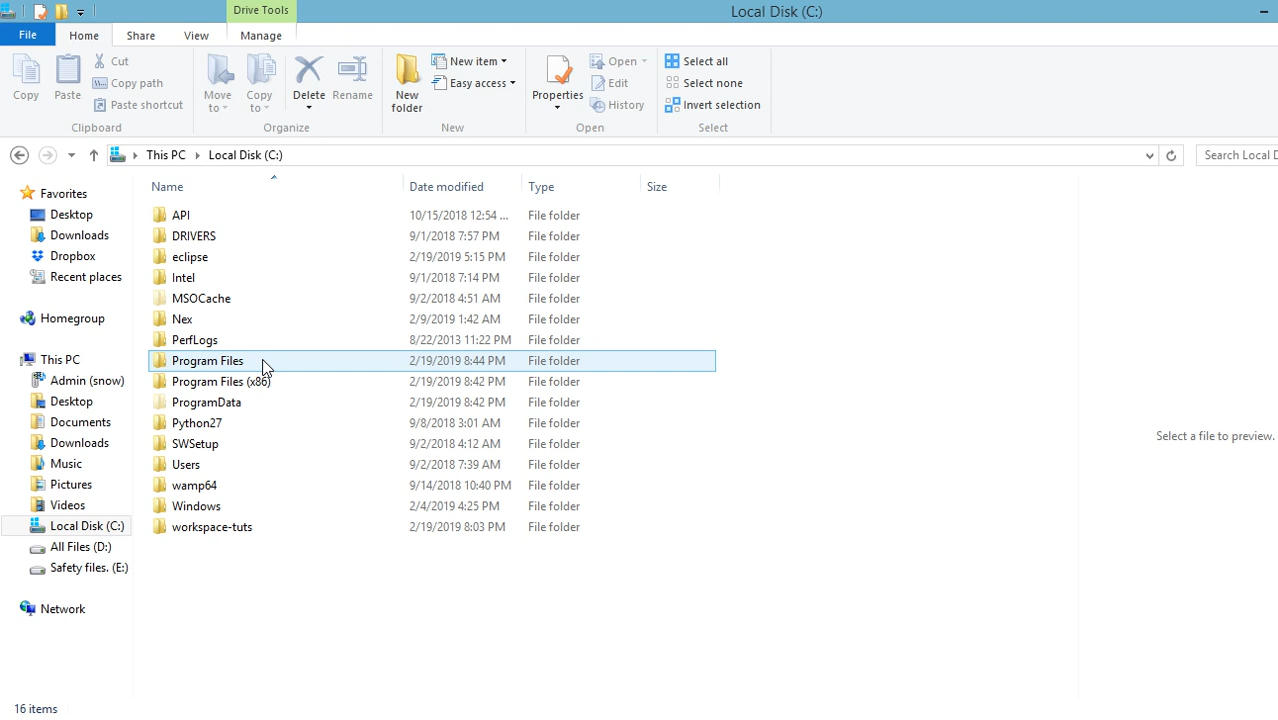 Drive Tools
Local Disk (C:)
File Home Share View Manage
Copy
Paste
Cut
Copy path
Paste shortcut
Clipboard
Move to
Copy to
Delete
Rename
Organize
New folder
New item
Easy access
New
Properties
Open
Edit
History
Open
Select all
Select none
Invert selection
Select
This PC Local Disk (C:)
Search Local D
Favorites
Desktop
Downloads
Dropbox
Recent places
Homegroup
This PC
Admin (snow)
Desktop
Documents
Downloads
Music
Pictures
Videos
Local Disk (C:)
All Files (D:)
Safety files. (E:)
Network
Name Date modified Type Size
API 10/15/2018 12:54 ... File folder
DRIVERS 9/1/2018 7:57 PM File folder
eclipse 2/19/2019 5:15 PM File folder
Intel 9/1/2018 7:14 PM File folder
MSOCache 9/2/2018 4:51 AM File folder
Nex 2/9/2019 1:42 AM File folder
PerfLogs 8/22/2013 11:22 PM File folder
Program Files 2/19/2019 8:44 PM File folder
Program Files (x86) 2/19/2019 8:42 PM File folder
ProgramData 2/19/2019 8:42 PM File folder
Python27 9/8/2018 3:01 AM File folder
SWSetup 9/2/2018 4:12 AM File folder
Users 9/2/2018 7:39 AM File folder
wamp64 9/14/2018 10:40 PM File folder
Windows 2/4/2019 4:25 PM File folder
workspace-tuts 2/19/2019 8:03 PM File folder
Select a file to preview.
16 items